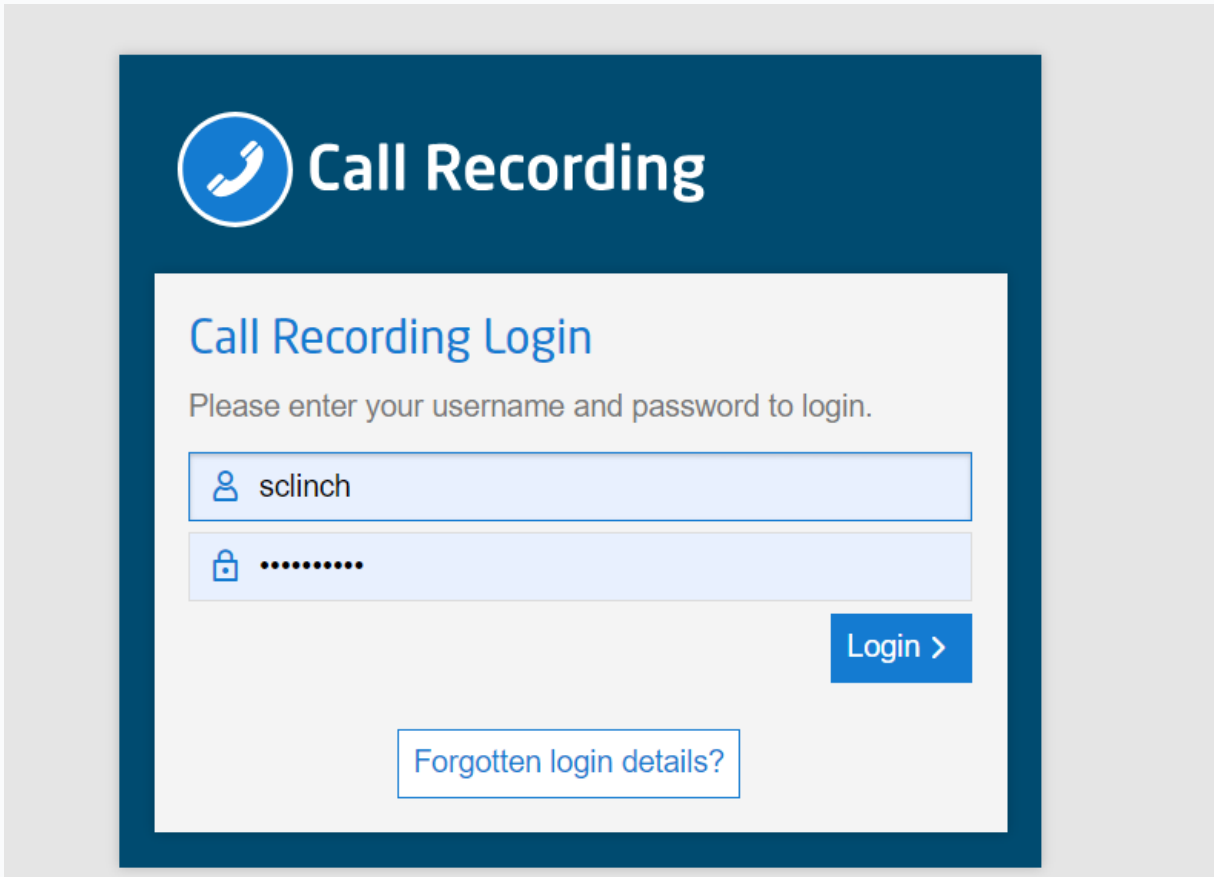 Call Recording
Call Recording Login
Please enter your username and password to login.
sclinch
••••••••••
Login >
Forgotten login details?